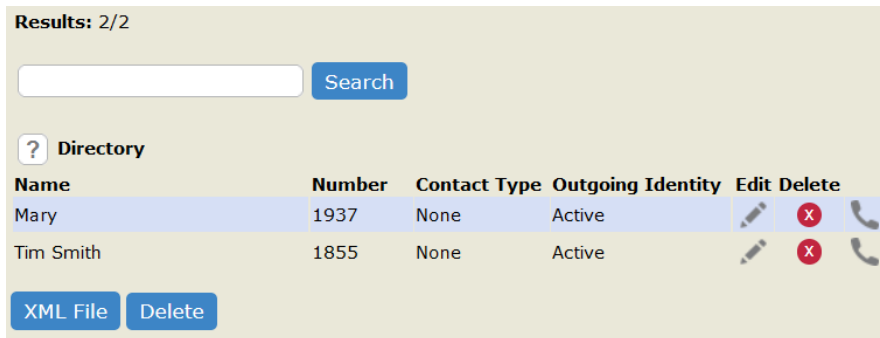 Results: 2/2
Search
? Directory
Name Number Contact Type Outgoing Identity Edit Delete
Mary 1937 None Active X
Tim Smith 1855 None Active X
XML File Delete